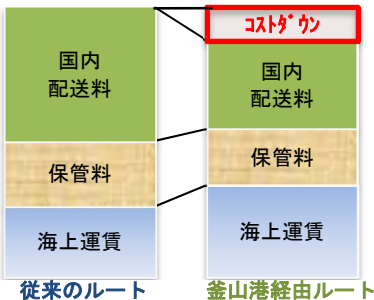 国内
配送料
保管料
海上運賃
従来のルート
ｺｽﾄﾀﾞｳﾝ
国内
配送料
保管料
海上運賃
釜山港経由ルート